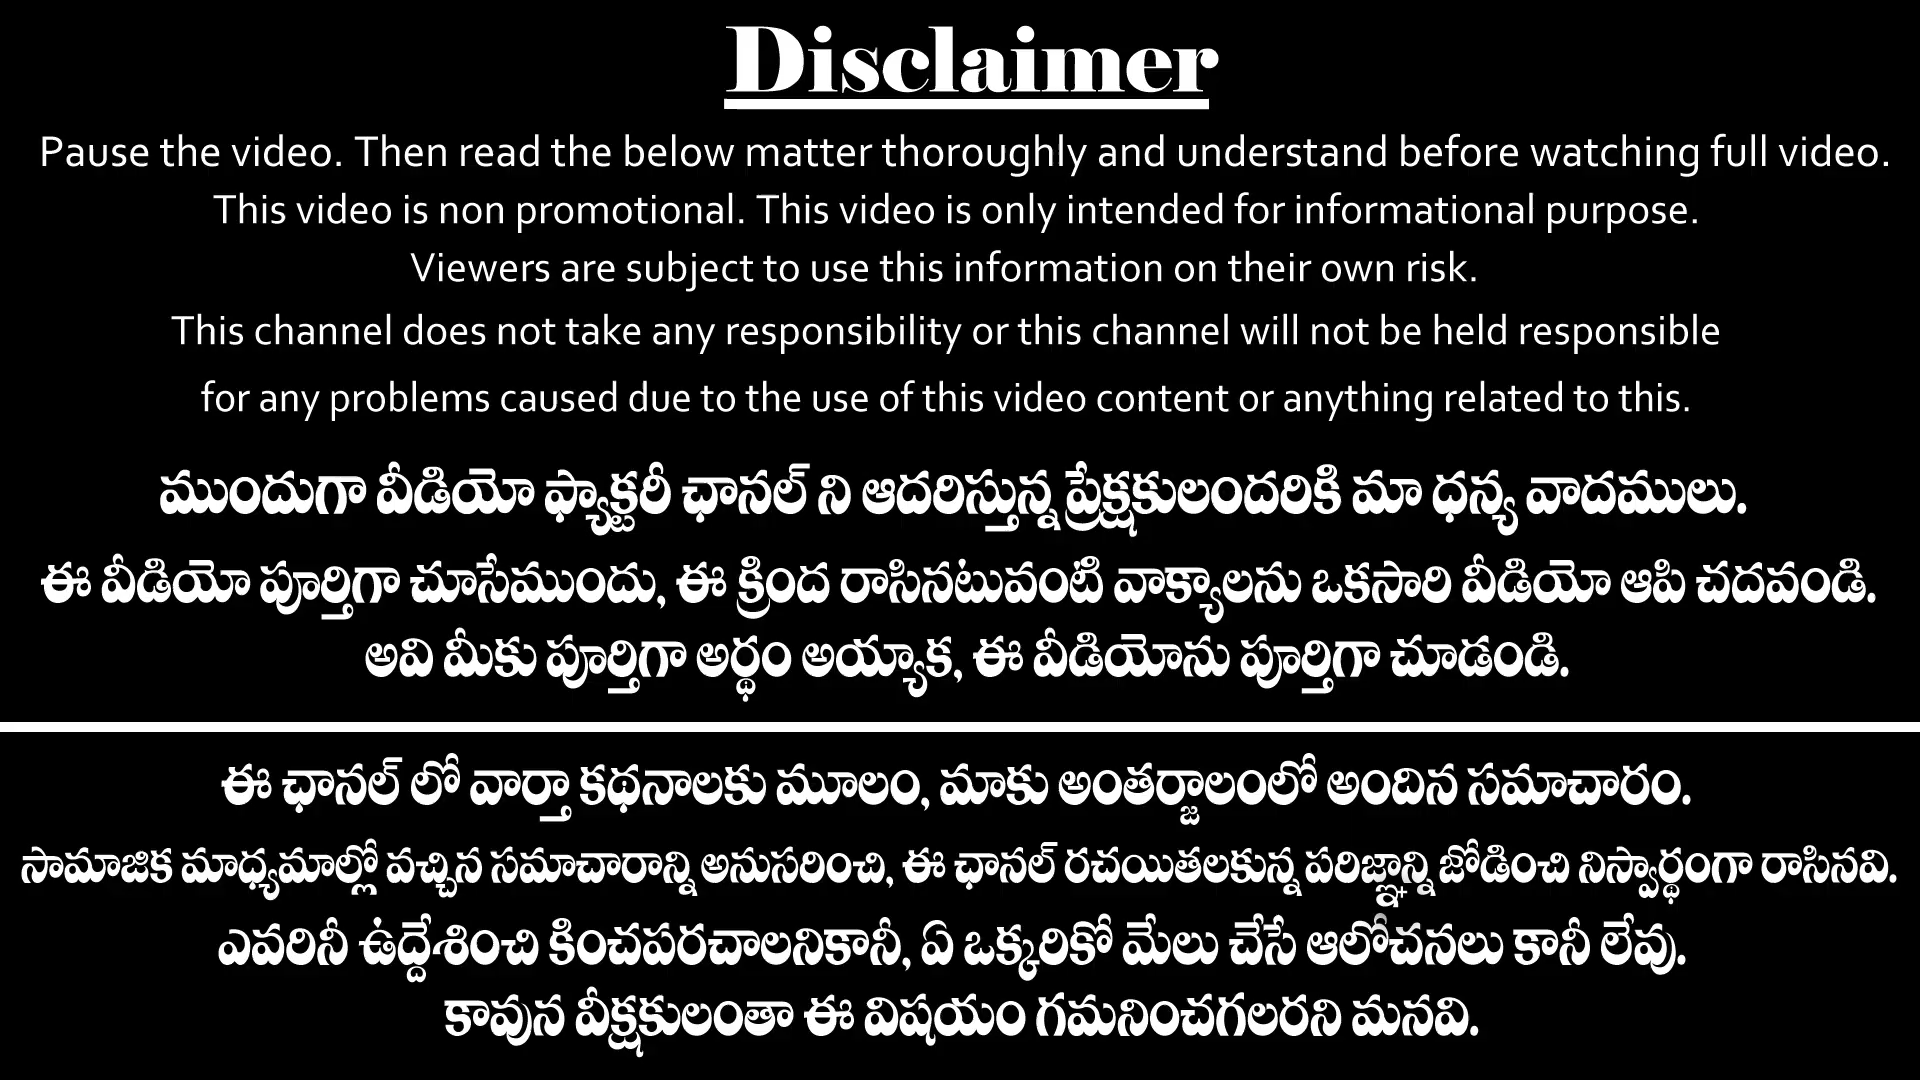 Disclaimer
Pause the video. Then read the below matter thoroughly and understand before watching full video.
This video is non promotional. This video is only intended for informational purpose.
Viewers are subject to use this information on their own risk.
This channel does not take any responsibility or this channel will not be held responsible
for any problems caused due to the use of this video content or anything related to this.
ముందుగా వీడియో ఫ్యాక్టరీ ఛానల్ ని ఆదరిస్తున్న ప్రేక్షకులందరికి మా ధన్య వాదములు.
ఈ వీడియో పూర్తిగా చూసేముందు, ఈ క్రింద రాసినటువంటి వాక్యాలను ఒకసారి వీడియో ఆపి చదవండి.
అవి మీకు పూర్తిగా అర్థం అయ్యాక, ఈ వీడియోను పూర్తిగా చూడండి.
ఈ ఛానల్ లో వార్తా కథనాలకు మూలం, మాకు అంతర్జాలంలో అందిన సమాచారం.
సామాజిక మాధ్యమాల్లో వచ్చిన సమాచారాన్ని అనుసరించి, ఈ ఛానల్ రచయితలకున్న పరిజ్ఞాన్ని జోడించి నిస్వార్థంగా రాసినవి.
ఎవరినీ ఉద్దేశించి కించపరచాలనికానీ, ఏ ఒక్కరికో మేలు చేసే ఆలోచనలు కానీ లేవు.
కావున వీక్షకులంతా ఈ విషయం గమనించగలరని మనవి.